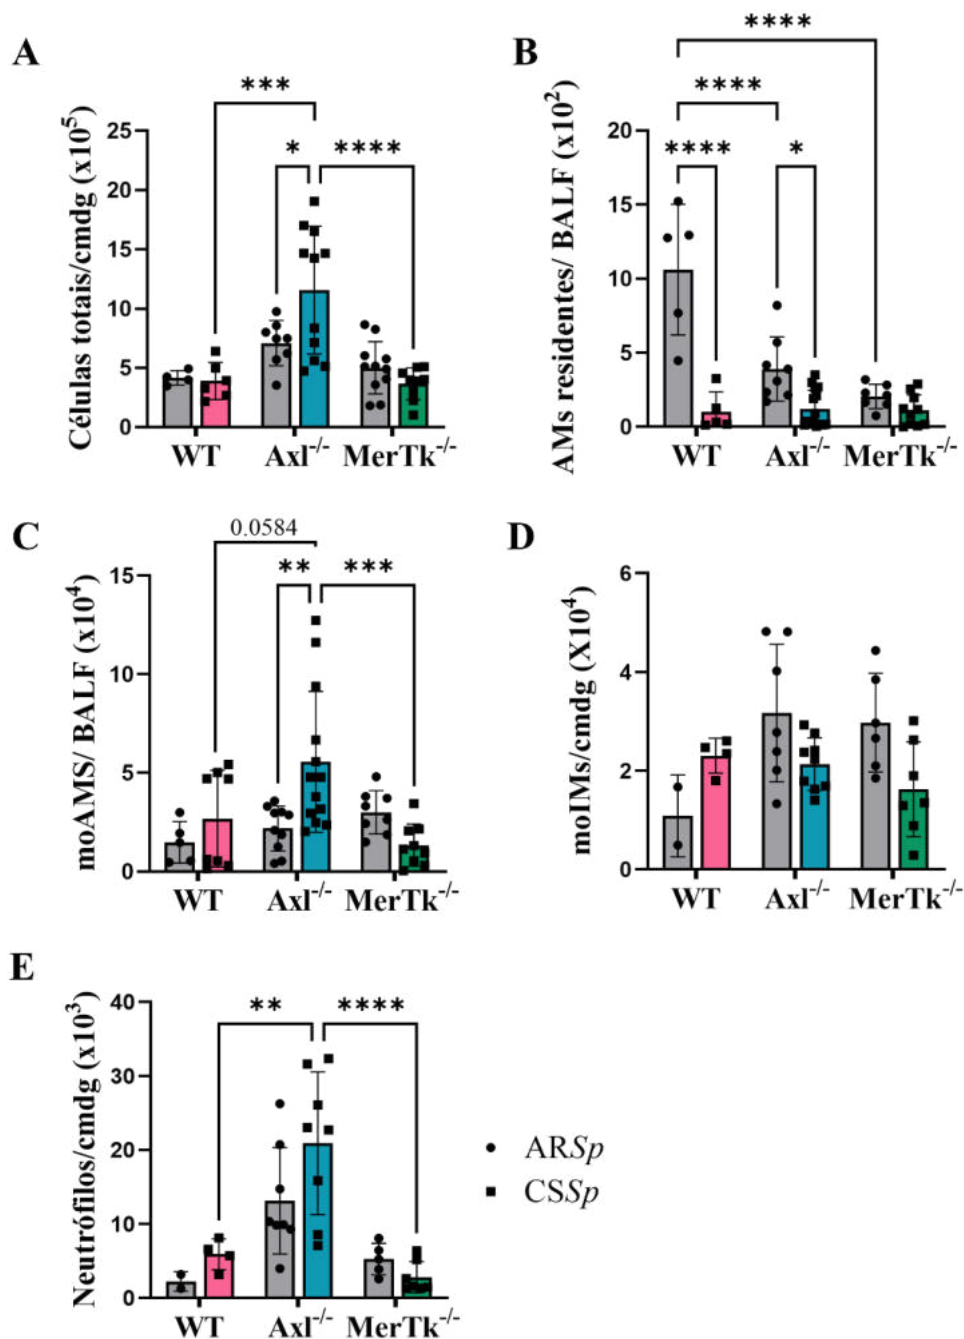 A
Células totais/cmdg (x10⁵)
25
20
15
10
5
0
***
*
****
WT
Axl⁻/⁻
MerTk⁻/⁻
B
AMs residentes/ BALF (x10²)
20
15
10
5
0
****
****
****
*
WT
Axl⁻/⁻
MerTk⁻/⁻
C
moAMS/ BALF (x10⁴)
15
10
5
0
0.0584
**
***
WT
Axl⁻/⁻
MerTk⁻/⁻
D
moIMs/cmdg (X10⁴)
6
4
2
0
WT
Axl⁻/⁻
MerTk⁻/⁻
E
Neutrófilos/cmdg (x10³)
40
30
20
10
0
**
****
WT
Axl⁻/⁻
MerTk⁻/⁻
ARSp
CSSp